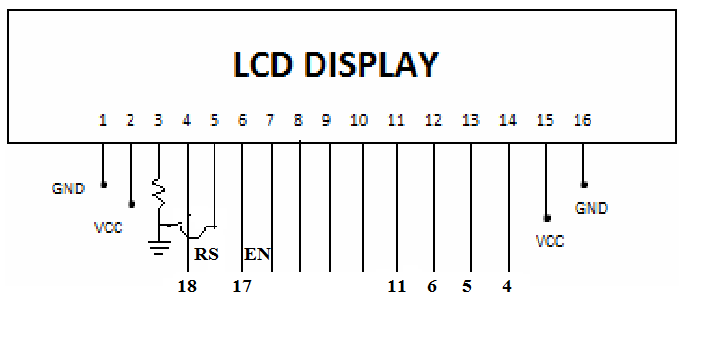 LCD DISPLAY
1 2 3 4 5 6 7 8 9 10 11 12 13 14 15 16
GND
VCC
GND
VCC
RS EN
18 17 11 6 5 4